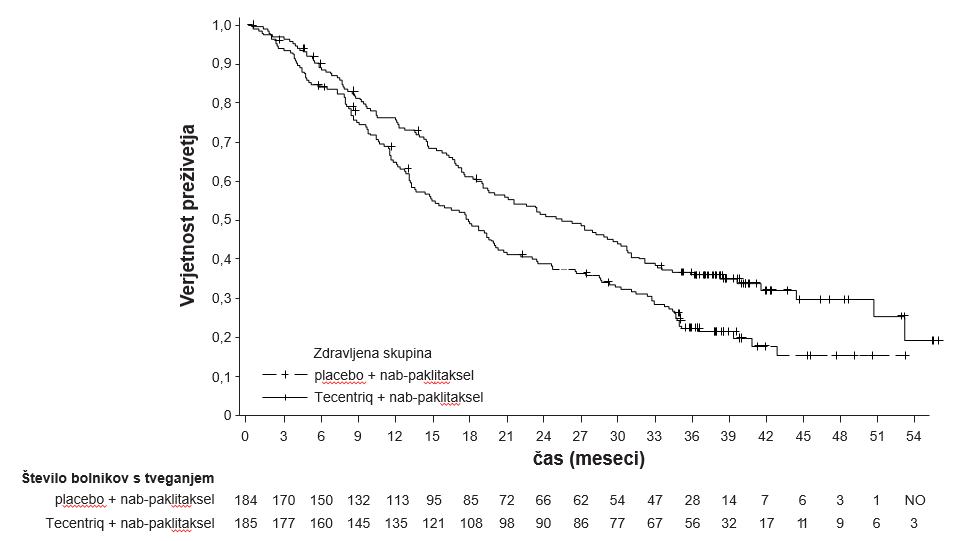 1,0
0,9
0,8
0,7
0,6
0,5
0,4
0,3
0,2
0,1
0
Verjetnost preživetja
Zdravljena skupina
placebo + nab-paklitaksel
Tecentriq + nab-paklitaksel
0 3 6 9 12 15 18 21 24 27 30 33 36 39 42 45 48 51 54
čas (meseci)
Število bolnikov s tveganjem
placebo + nab-paklitaksel 184 170 150 132 113 95 85 72 66 62 54 47 28 14 7 6 3 1 NO
Tecentriq + nab-paklitaksel 185 177 160 145 135 121 108 98 90 86 77 67 56 32 17 11 9 6 3